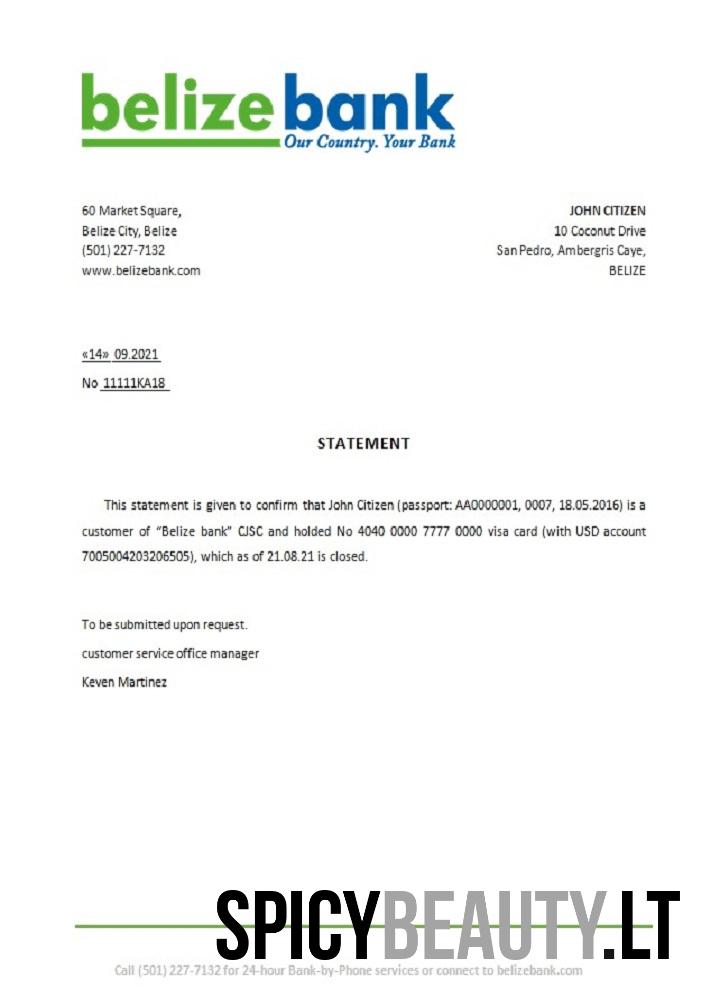 belizebank
Our Country. Your Bank
60 Market Square,
Belize City, Belize
(501) 227-7132
www.belizebank.com
JOHN CITIZEN
10 Coconut Drive
San Pedro, Ambergris Caye,
BELIZE
«14» 09.2021
No 11111KA18
STATEMENT
This statement is given to confirm that John Citizen (passport: AA0000001, 0007, 18.05.2016) is a
customer of “Belize bank” CJSC and holded No 4040 0000 7777 0000 visa card (with USD account
7005004203206505), which as of 21.08.21 is closed.
To be submitted upon request.
customer service office manager
Keven Martinez
SPICYBEAUTY.LT
Call (501) 227-7132 for 24-hour Bank-by-Phone services or connect to belizebank.com